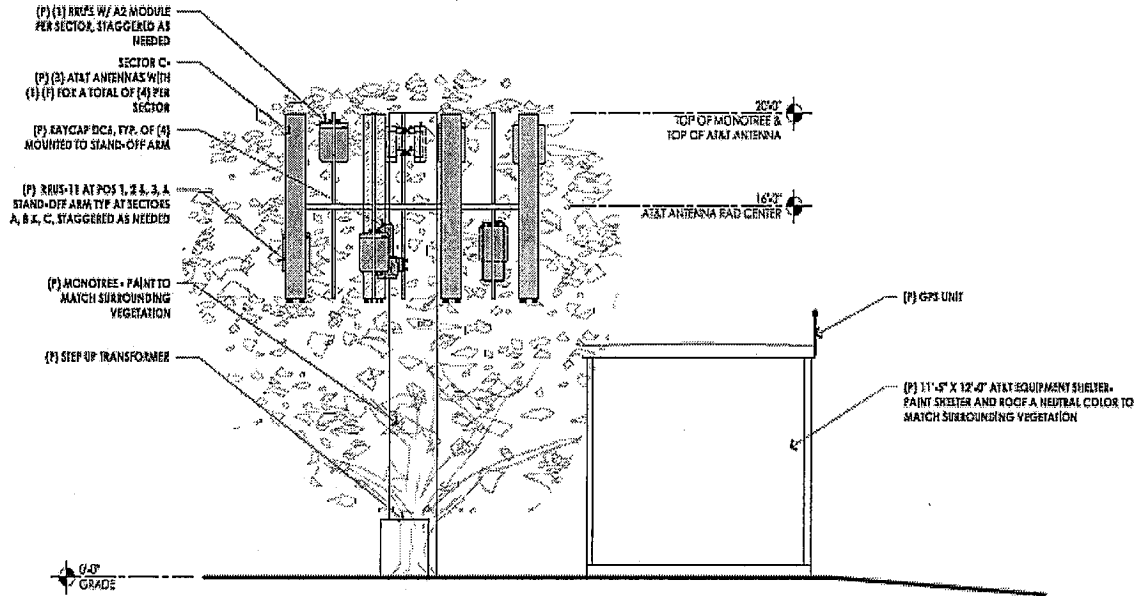 (P) (1) RRUS W/ A2 MODULE
PER SECTOR, STAGGERED AS
NEEDED
SECTOR C-
(P) (3) AT&T ANTENNAS WITH
(1) (F) FOR A TOTAL OF (4) PER
SECTOR
(P) RAYCAP DC6, TYP. OF (4)
MOUNTED TO STAND-OFF ARM
(P) RRUS-11 AT POS 1, 2 &, 3, &
STAND-OFF ARM TYP AT SECTORS
A, B &, C, STAGGERED AS NEEDED
(P) MONOTREE - PAINT TO
MATCH SURROUNDING
VEGETATION
(P) STEP UP TRANSFORMER
20'-0"
TOP OF MONOTREE &
TOP OF AT&T ANTENNA
16'-0"
AT&T ANTENNA RAD CENTER
(P) GPS UNIT
(P) 11'-5" X 12'-0" AT&T EQUIPMENT SHELTER-
PAINT SHELTER AND ROOF A NEUTRAL COLOR TO
MATCH SURROUNDING VEGETATION
0'-0"
GRADE